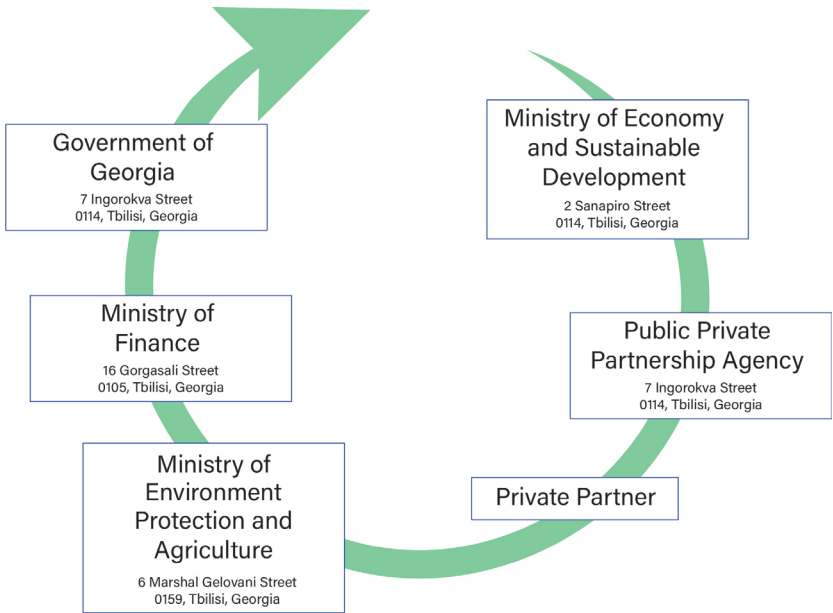 Ministry of Economy
and Sustainable
Development
2 Sanapiro Street
0114, Tbilisi, Georgia
Public Private
Partnership Agency
7 Ingorokva Street
0114, Tbilisi, Georgia
Private Partner
Ministry of
Environment
Protection and
Agriculture
6 Marshal Gelovani Street
0159, Tbilisi, Georgia
Ministry of
Finance
16 Gorgasali Street
0105, Tbilisi, Georgia
Government of
Georgia
7 Ingorokva Street
0114, Tbilisi, Georgia